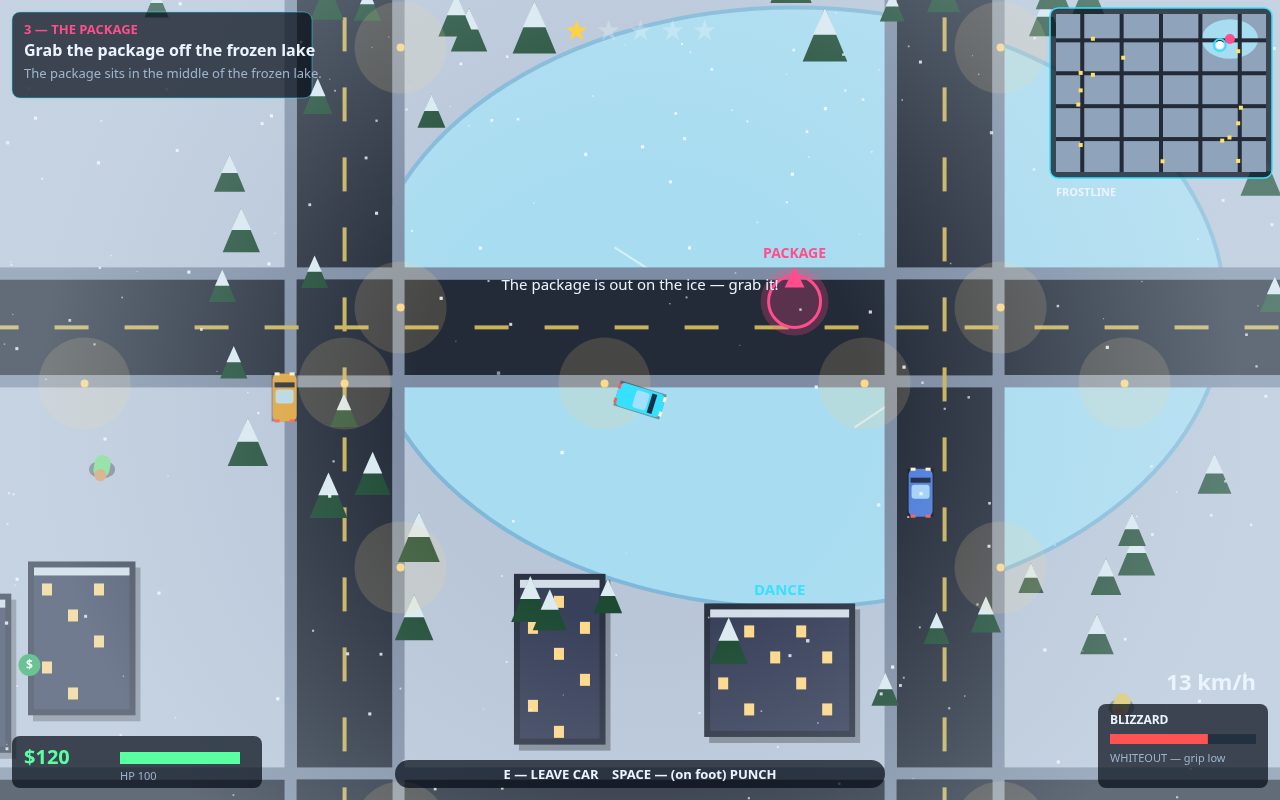 3 — THE PACKAGE
Grab the package off the frozen lake
The package sits in the middle of the frozen lake.
FROSTLINE
PACKAGE
The package is out on the ice — grab it!
DANCE
$
13 km/h
BLIZZARD
WHITEOUT — grip low
$120
HP 100
E — LEAVE CAR SPACE — (on foot) PUNCH